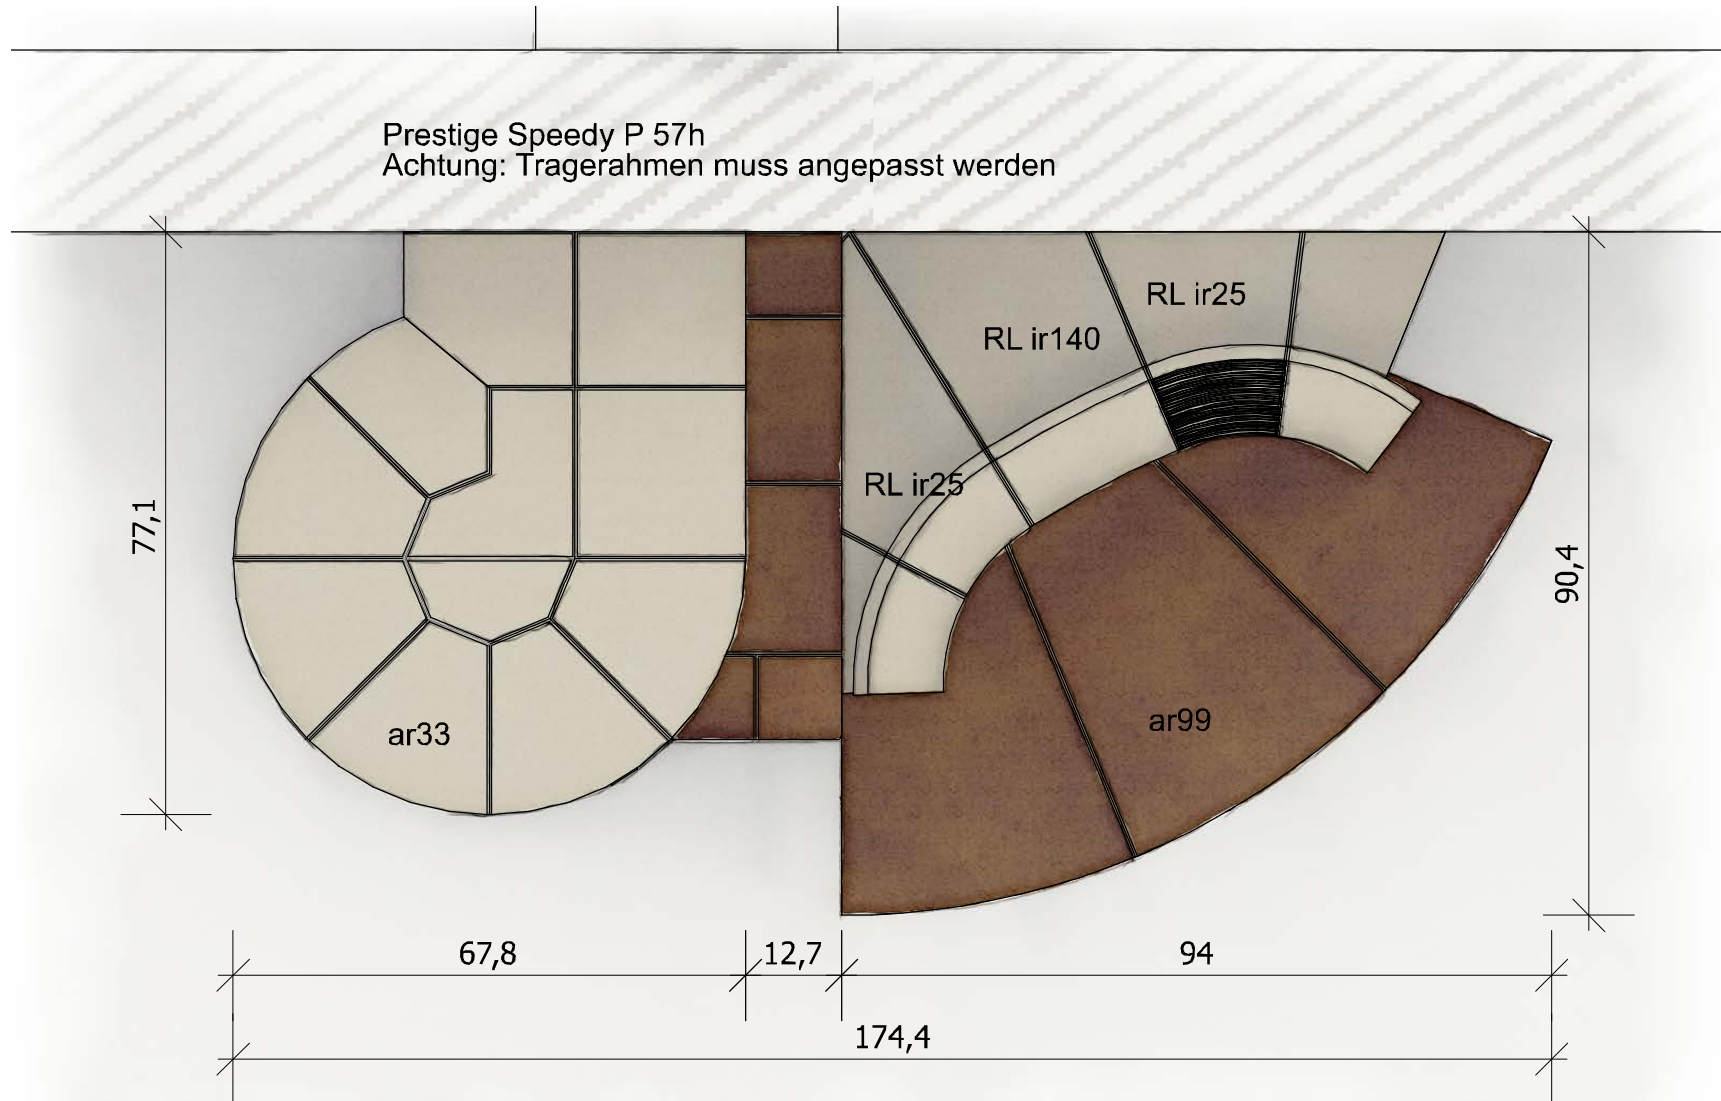 Prestige Speedy P 57h
Achtung: Tragerahmen muss angepasst werden
RL ir25
RL ir140
RL ir25
77,1
90,4
ar99
ar33
67,8
12,7
94
174,4